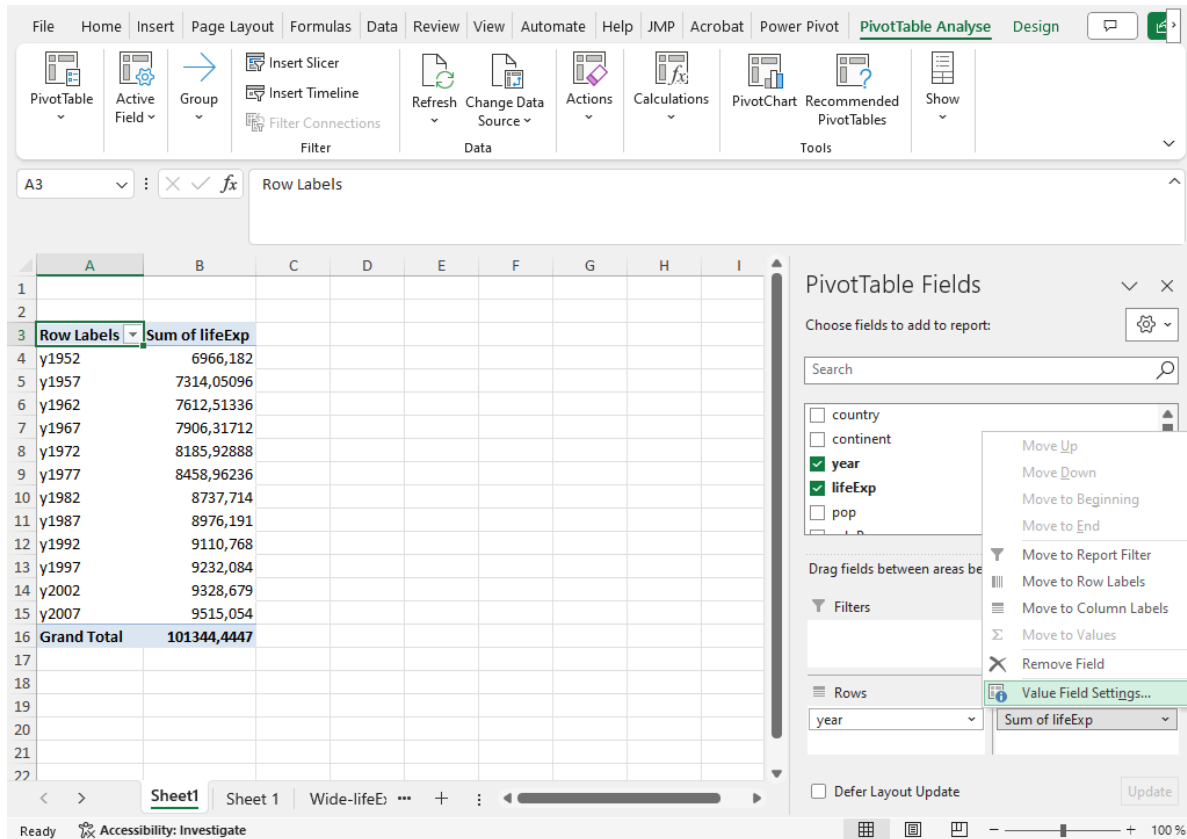 File Home Insert Page Layout Formulas Data Review View Automate Help JMP Acrobat Power Pivot PivotTable Analyse Design
PivotTable
Active Field
Group
Insert Slicer
Insert Timeline
Filter Connections
Filter
Refresh
Change Data Source
Data
Actions
Calculations
PivotChart
Recommended PivotTables
Tools
Show
A3 fx Row Labels
A B C D E F G H I
1
2
3 Row Labels Sum of lifeExp
4 y1952 6966,182
5 y1957 7314,05096
6 y1962 7612,51336
7 y1967 7906,31712
8 y1972 8185,92888
9 y1977 8458,96236
10 y1982 8737,714
11 y1987 8976,191
12 y1992 9110,768
13 y1997 9232,084
14 y2002 9328,679
15 y2007 9515,054
16 Grand Total 101344,4447
17
18
19
20
21
22
PivotTable Fields
Choose fields to add to report:
Search
country
continent
year
lifeExp
pop
Drag fields between areas be
Filters
Rows
year
Sum of lifeExp
Move Up
Move Down
Move to Beginning
Move to End
Move to Report Filter
Move to Row Labels
Move to Column Labels
Σ Move to Values
Remove Field
Value Field Settings...
Defer Layout Update
Update
Sheet1 Sheet 1 Wide-lifeE
Ready Accessibility: Investigate 100 %